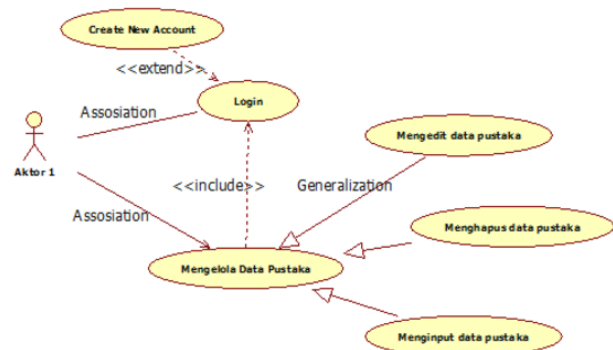 Create New Account
<<extend>>
Login
Assosiation
Aktor 1
Mengedit data pustaka
<<include>>
Generalization
Assosiation
Menghapus data pustaka
Mengelola Data Pustaka
Menginput data pustaka